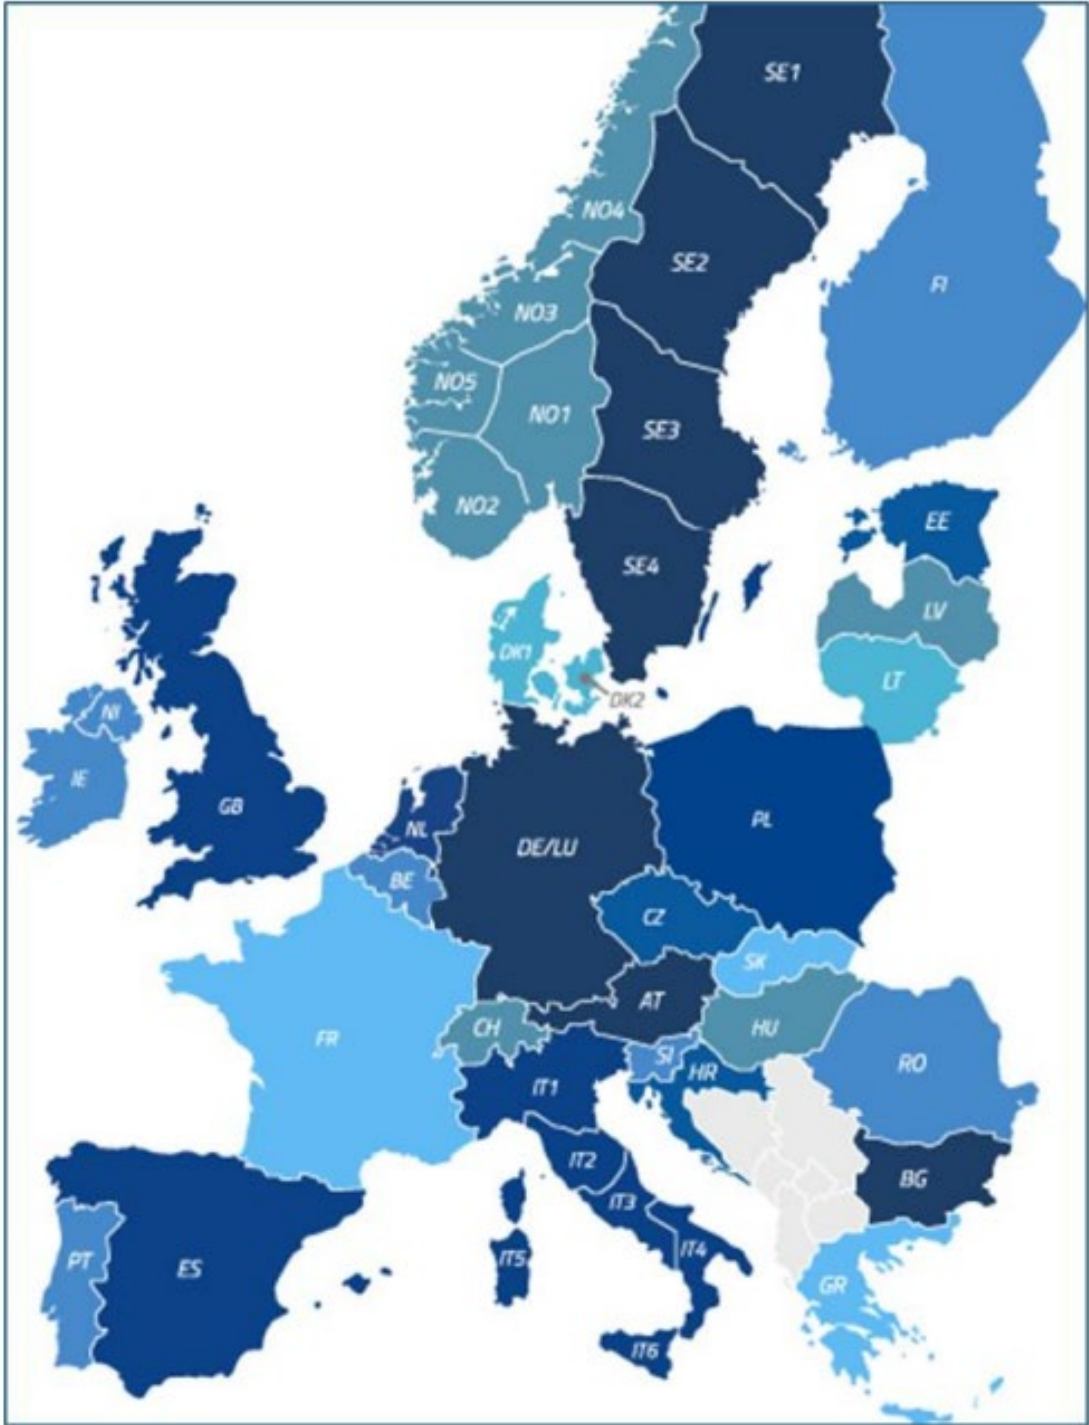 SE1
NO4
SE2
FI
NO3
NO5
NO1
SE3
NO2
EE
SE4
LV
DK1
LT
DK2
NI
IE
GB
PL
NL
DE/LU
BE
CZ
SK
AT
CH
HU
FR
SI
HR
RO
IT1
IT2
BG
IT3
PT
ES
IT5
IT4
GR
IT6